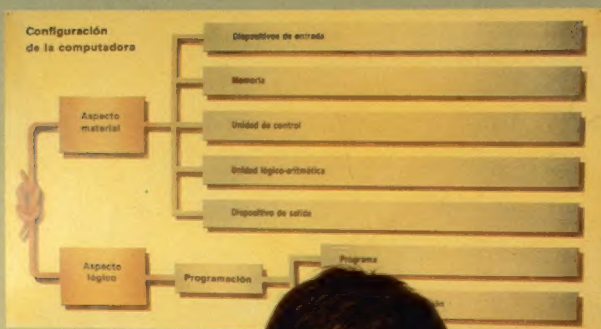 Configuración
de la computadora
Dispositivos de entrada
Memoria
Aspecto
material
Unidad de control
Unidad lógico-aritmética
Dispositivo de salida
Aspecto
lógico
Programación
Programa